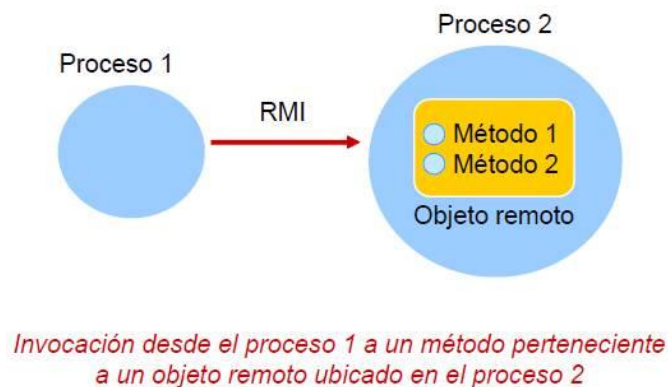 Proceso 2
Proceso 1
RMI
Método 1
Método 2
Objeto remoto
Invocación desde el proceso 1 a un método perteneciente
a un objeto remoto ubicado en el proceso 2